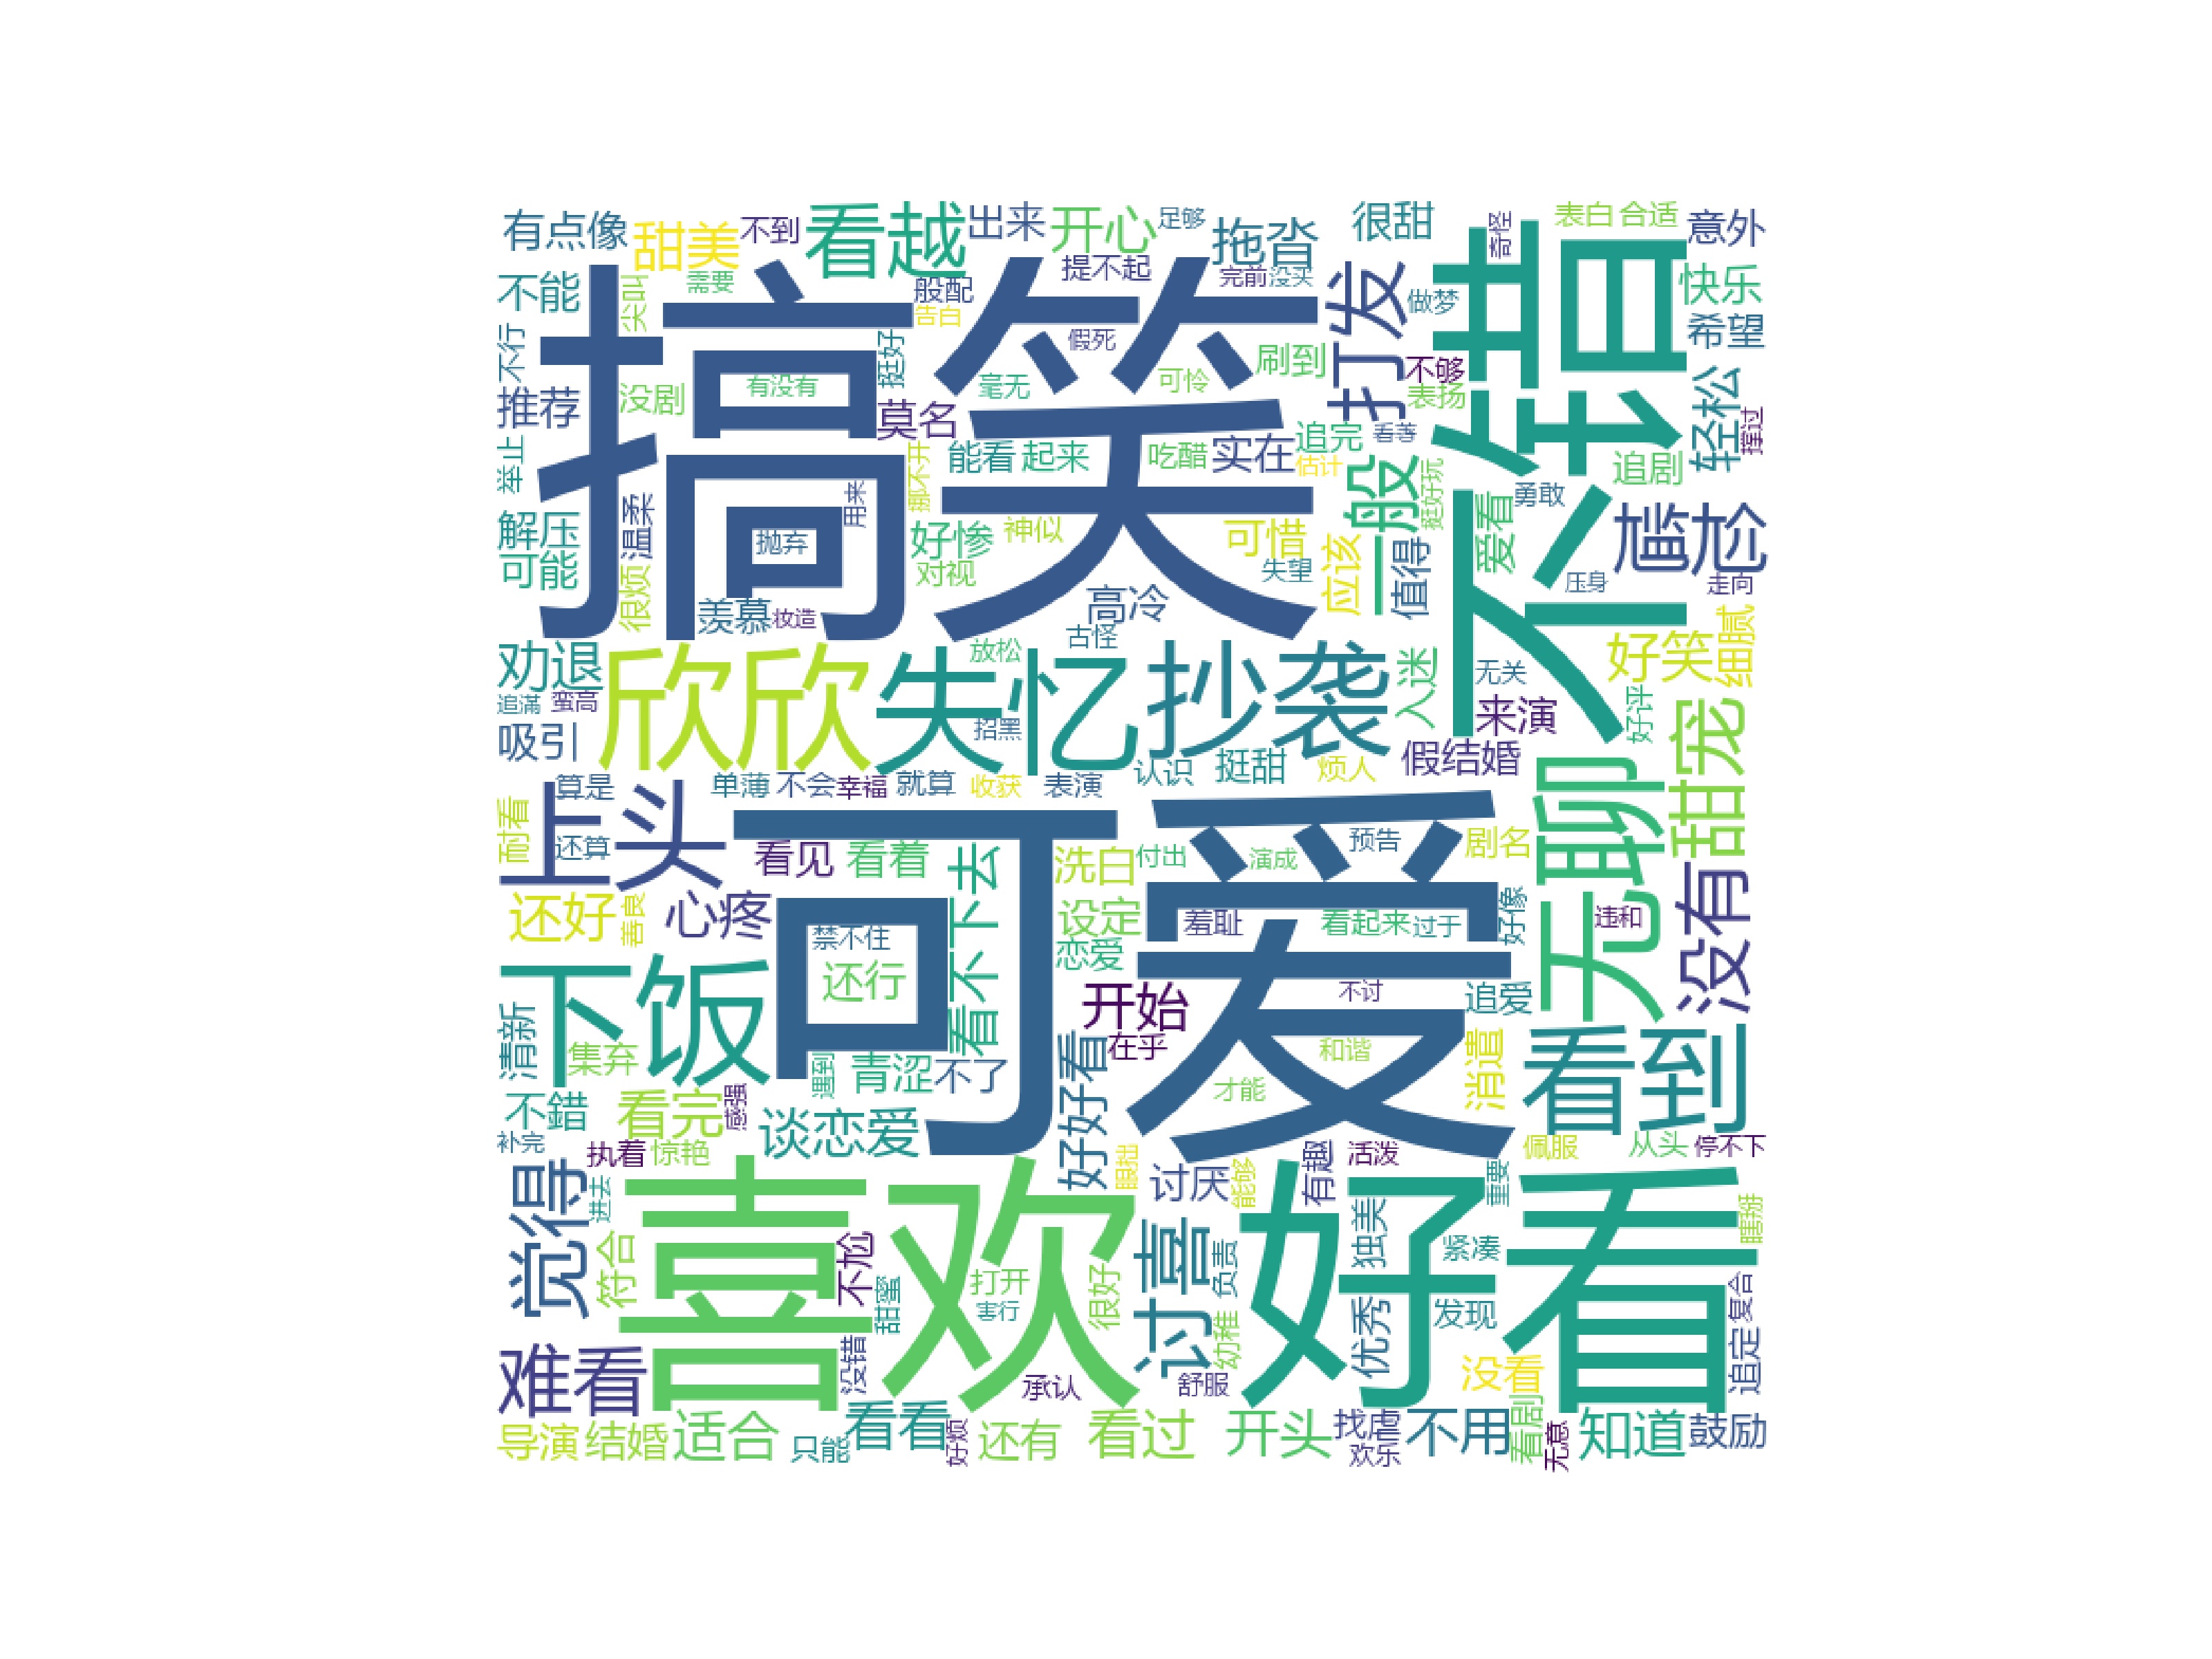 有点像
甜美
不到
看越
出来
开心
足够
拖沓
很甜
奇怪
表白
合适
意外
不能
尖叫
需要
般配
告白
提不起
完前
没买
打发
做梦
不错
快乐
希望
不行
推荐
没剧
有没有
挺好
莫名
搞笑
假死
毫无
可怜
刷到
不够
表扬
轻松
挥过
举止
能看
起来
吃醋
实在
追完
看等
估计
一般
挺好玩
追剧
勇敢
爱看
尴尬
解压
可能
温柔
很烦
抛弃
用来
挪不开
好惨
神似
对视
可惜
失望
应该
值得
压身
走向
羡慕
妆造
高冷
古怪
劝退
追满
蛮高
吸引
欣欣
失忆
放松
招黑
抄袭
入迷
无关
来演
好笑
细腻
好评
假结婚
甜宠
算是
还算
耐看
上头
单薄
不会
幸福
就算
收获
表演
认识
挺甜
烦人
无聊
看见
看着
可爱
洗白
付出
演成
预告
剧名
还好
善良
心疼
禁不住
还行
看不下去
设定
恋爱
羞耻
看起来
过于
好像
违和
没有
下饭
清新
集弃
青涩
不了
遇到
开始
在乎
好好看
不讨
和谐
才能
追爱
消遣
看到
不錯
看完
感强
谈恋爱
补完
执着
惊艳
觉得
进去
符合
喜欢
不尬
甜蜜
没错
打开
害行
很好
眼拙
讨厌
能够
有趣
活泼
重要
佩服
从头
停不下
讨喜
负责
幼稚
独美
优秀
好看
紧凑
发现
瞎掰
复合
追定
难看
承认
舒服
没看
导演
结婚
适合
只能
看看
好烦
还有
看过
开头
找虐
欢乐
不用
看剧
无意
知道
鼓励